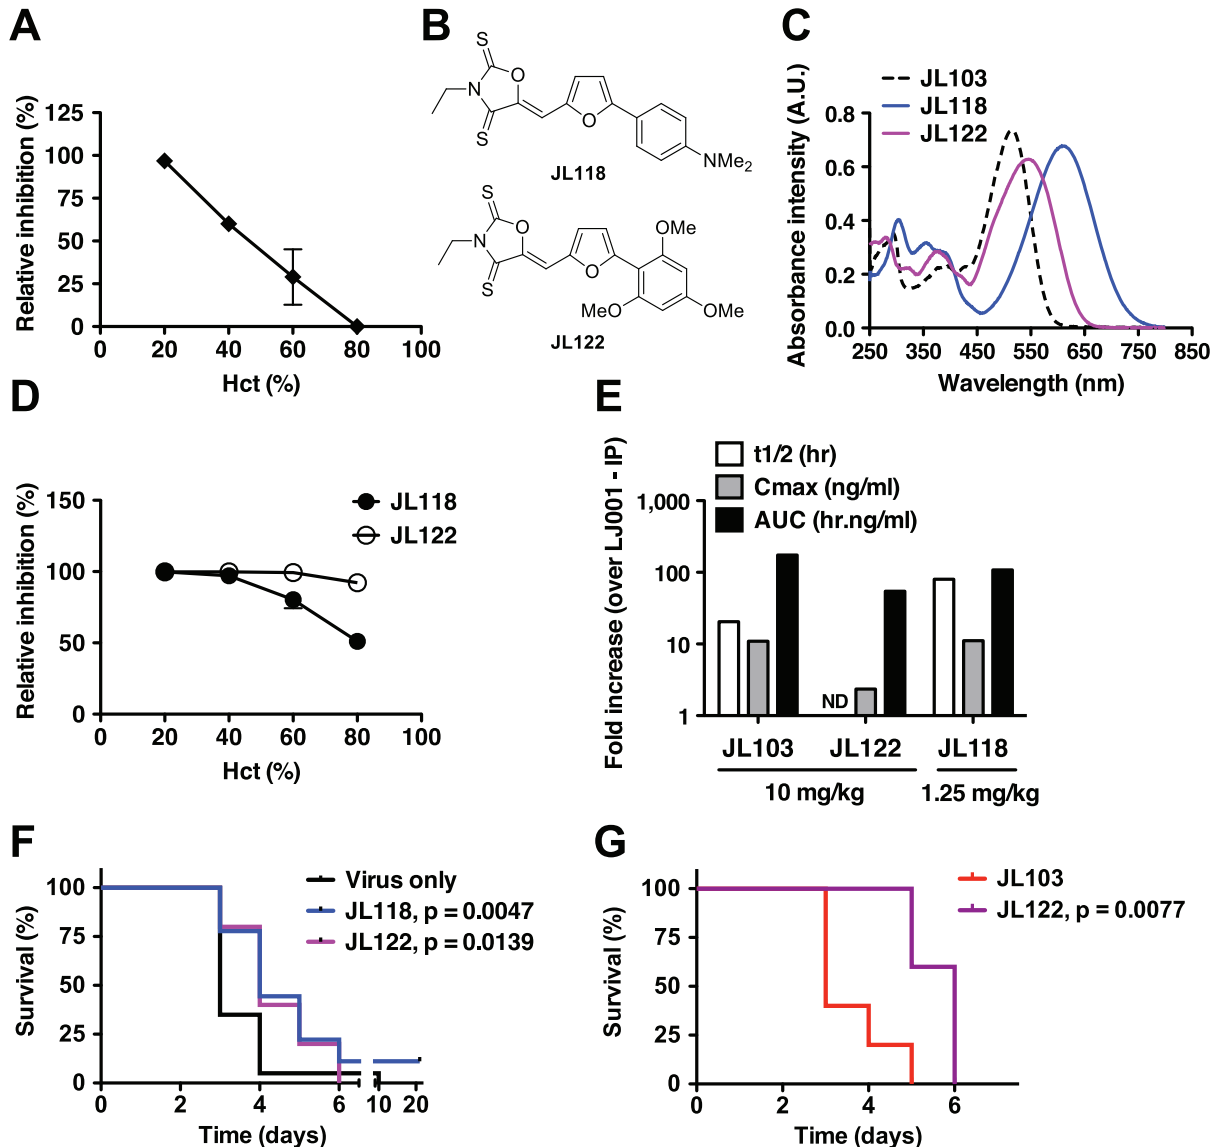 A
Relative inhibition (%)
125
100
75
50
25
0
0 20 40 60 80 100
Hct (%)
B
S
O
N
S
O
NMe2
JL118
S
O
N
S
O
OMe
MeO
OMe
JL122
C
Absorbance intensity (A.U.)
JL103
JL118
JL122
0.8
0.6
0.4
0.2
0.0
250 350 450 550 650 750 850
Wavelength (nm)
D
Relative inhibition (%)
150
100
50
0
JL118
JL122
0 20 40 60 80 100
Hct (%)
E
Fold increase (over LJ001 - IP)
t1/2 (hr)
Cmax (ng/ml)
AUC (hr.ng/ml)
1,000
100
10
1
ND
JL103 JL122 JL118
10 mg/kg 1.25 mg/kg
F
Survival (%)
Virus only
JL118, p = 0.0047
JL122, p = 0.0139
100
75
50
25
0
0 2 4 6 10 20
Time (days)
G
Survival (%)
JL103
JL122, p = 0.0077
100
75
50
25
0
0 2 4 6
Time (days)